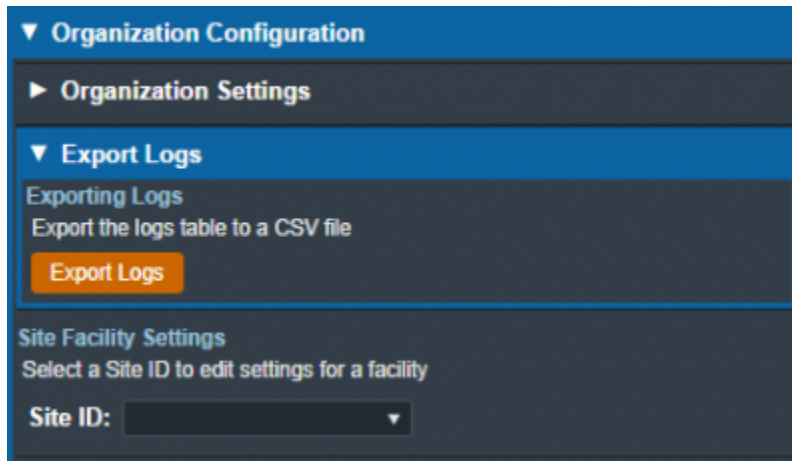 Organization Configuration
Organization Settings
Export Logs
Exporting Logs
Export the logs table to a CSV file
Export Logs
Site Facility Settings
Select a Site ID to edit settings for a facility
Site ID: